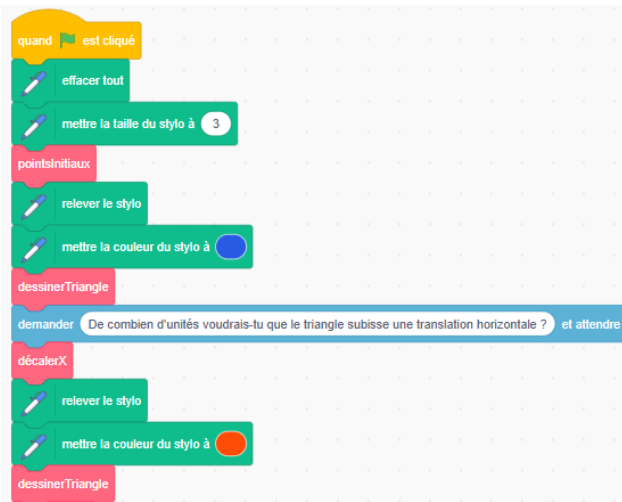 quand est cliqué
effacer tout
mettre la taille du stylo à 3
pointsInitiaux
relever le stylo
mettre la couleur du stylo à
dessinerTriangle
demander De combien d'unités voudrais-tu que le triangle subisse une translation horizontale ? et attendre
décalerX
relever le stylo
mettre la couleur du stylo à
dessinerTriangle